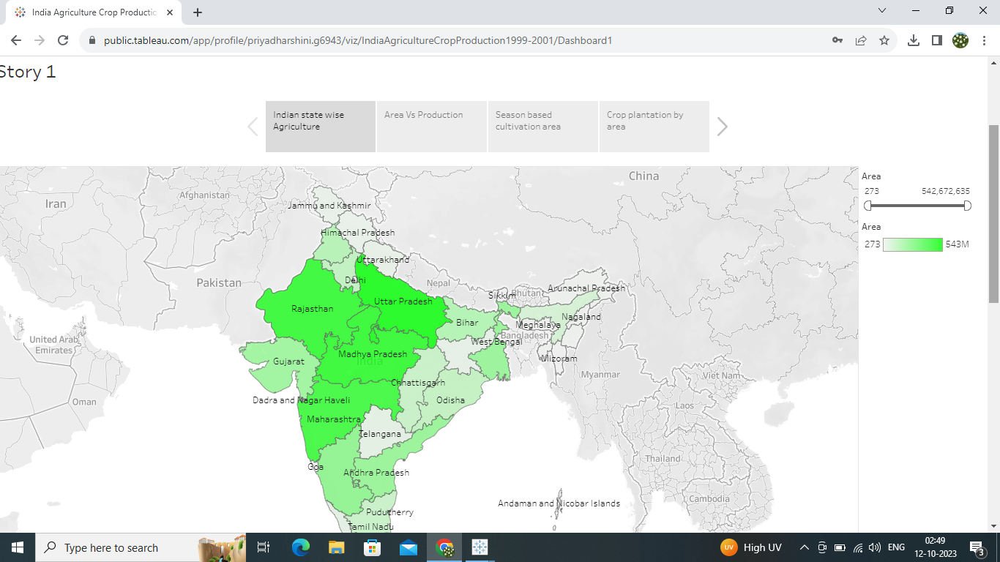 India Agriculture Crop Productio
public.tableau.com/app/profile/priyadharshini.g6943/viz/IndiaAgricultureCropProduction1999-2001/Dashboard1
Story 1
Indian state wise
Agriculture
Area Vs Production
Season based
cultivation area
Crop plantation by
area
Area
273
542,672,635
Area
273
543M
China
Afghanistan
Iran
Jammu and Kashmir
Himachal Pradesh
Uttarakhand
Pakistan
Delhi
Nepal
Sikkim
Bhutan
Arunachal Pradesh
Rajasthan
Uttar Pradesh
Bihar
Meghalaya
Nagaland
Bangladesh
United Arab
Emirates
West Bengal
Madhya Pradesh
India
Gujarat
Mizoram
Myanmar
Viet Nam
Chhattisgarh
Oman
Dadra and Nagar Haveli
Odisha
Laos
Maharashtra
Telangana
Thailand
Goa
Andhra Pradesh
Cambodia
Andaman and Nicobar Islands
Puducherry
Tamil Nadu
Type here to search
UV
High UV
ENG
02:49
12-10-2023
3